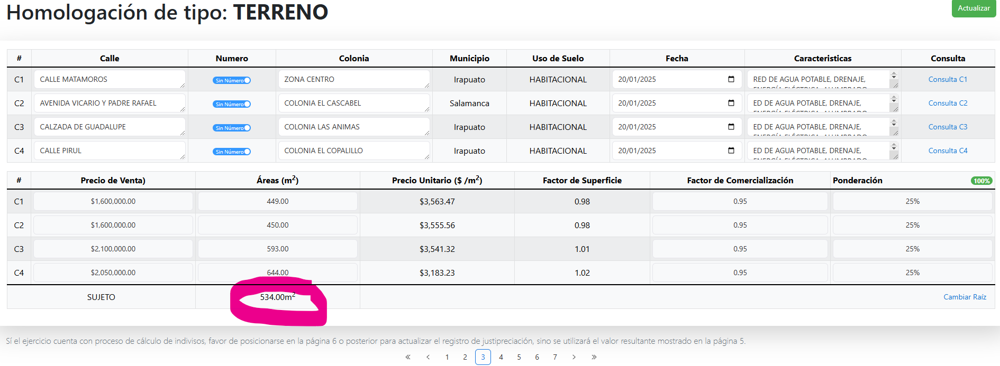 Homologación de tipo: TERRENO
Actualizar
# Calle Numero Colonia Municipio Uso de Suelo Fecha Caracteristicas Consulta
C1 CALLE MATAMOROS Sin Número ZONA CENTRO Irapuato HABITACIONAL 20/01/2025 RED DE AGUA POTABLE, DRENAJE, Consulta C1
C2 AVENIDA VICARIO Y PADRE RAFAEL Sin Número COLONIA EL CASCABEL Salamanca HABITACIONAL 20/01/2025 ED DE AGUA POTABLE, DRENAJE, Consulta C2
C3 CALZADA DE GUADALUPE Sin Número COLONIA LAS ANIMAS Irapuato HABITACIONAL 20/01/2025 ED DE AGUA POTABLE, DRENAJE, Consulta C3
C4 CALLE PIRUL Sin Número COLONIA EL COPALILLO Irapuato HABITACIONAL 20/01/2025 ED DE AGUA POTABLE, DRENAJE, Consulta C4
# Precio de Venta) Áreas (m²) Precio Unitario ($ /m²) Factor de Superficie Factor de Comercialización Ponderación 100%
C1 $1,600,000.00 449.00 $3,563.47 0.98 0.95 25%
C2 $1,600,000.00 450.00 $3,555.56 0.98 0.95 25%
C3 $2,100,000.00 593.00 $3,541.32 1.01 0.95 25%
C4 $2,050,000.00 644.00 $3,183.23 1.02 0.95 25%
SUJETO 534.00m² Cambiar Raíz
Sí el ejercicio cuenta con proceso de cálculo de indivisos, favor de posicionarse en la página 6 o posterior para actualizar el registro de justipreciación, sino se utilizará el valor resultante mostrado en la página 5.
« ‹ 1 2 3 4 5 6 7 › »